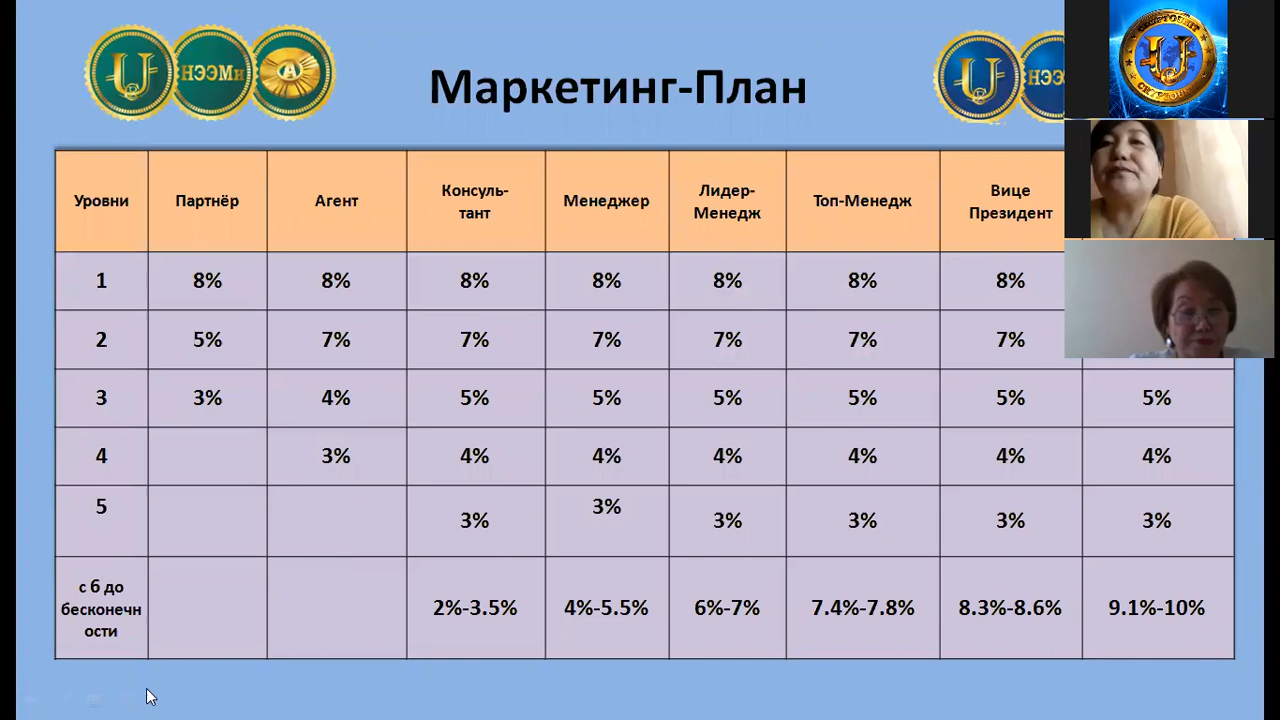 НЭЭМи
А
Маркетинг-План
НЭЭ
Уровни
Партнёр
Агент
Консуль-
тант
Менеджер
Лидер-
Менедж
Топ-Менедж
Вице
Президент
1
8%
8%
8%
8%
8%
8%
8%
2
5%
7%
7%
7%
7%
7%
7%
3
3%
4%
5%
5%
5%
5%
5%
5%
4
3%
4%
4%
4%
4%
4%
4%
5
3%
3%
3%
3%
3%
3%
с 6 до
бесконечн
ости
2%-3.5%
4%-5.5%
6%-7%
7.4%-7.8%
8.3%-8.6%
9.1%-10%